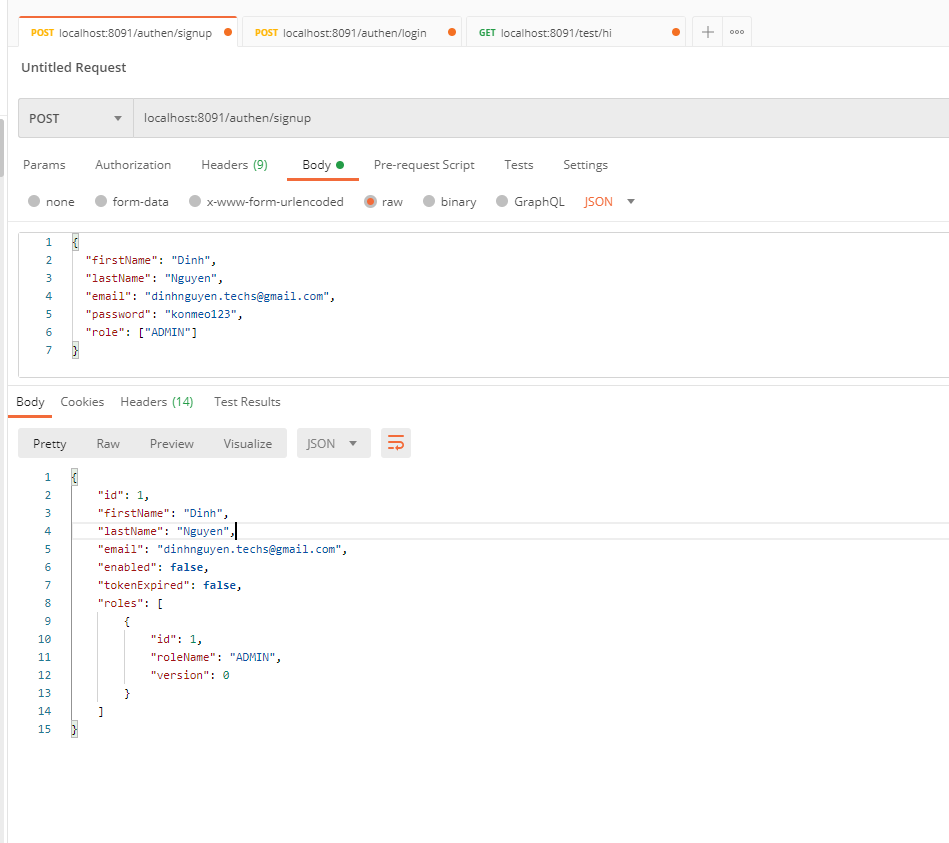 POST localhost:8091/authen/signup POST localhost:8091/authen/login GET localhost:8091/test/hi
Untitled Request
POST localhost:8091/authen/signup
Params Authorization Headers (9) Body Pre-request Script Tests Settings
none form-data x-www-form-urlencoded raw binary GraphQL JSON
1 {
2 "firstName": "Dinh",
3 "lastName": "Nguyen",
4 "email": "dinhnguyen.techs@gmail.com",
5 "password": "konmeo123",
6 "role": ["ADMIN"]
7 }
Body Cookies Headers (14) Test Results
Pretty Raw Preview Visualize JSON
1 {
2 "id": 1,
3 "firstName": "Dinh",
4 "lastName": "Nguyen",
5 "email": "dinhnguyen.techs@gmail.com",
6 "enabled": false,
7 "tokenExpired": false,
8 "roles": [
9 {
10 "id": 1,
11 "roleName": "ADMIN",
12 "version": 0
13 }
14 ]
15 }